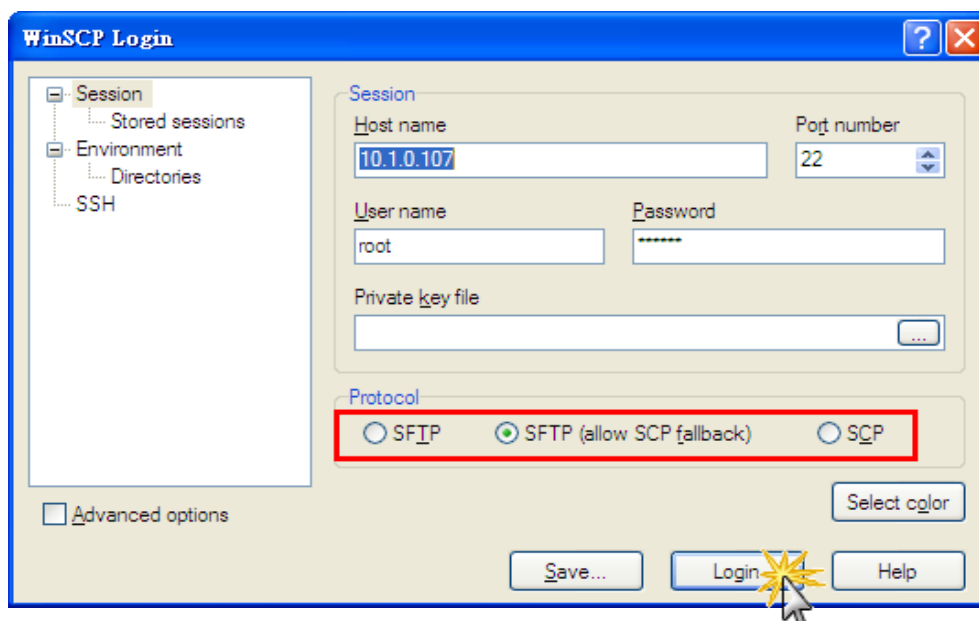 WinSCP Login
Session
Stored sessions
Environment
Directories
SSH
Session
Host name Port number
10.1.0.107 22
User name Password
root ******
Private key file
...
Protocol
SFTP SFTP (allow SCP fallback) SCP
Advanced options
Select color
Save... Login Help